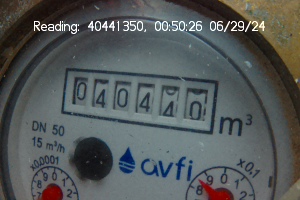 Reading: 40441350, 00:50:26 06/29/24
040440
m³
DN 50
15 m³/h
avfi
x0.0001
x0.1